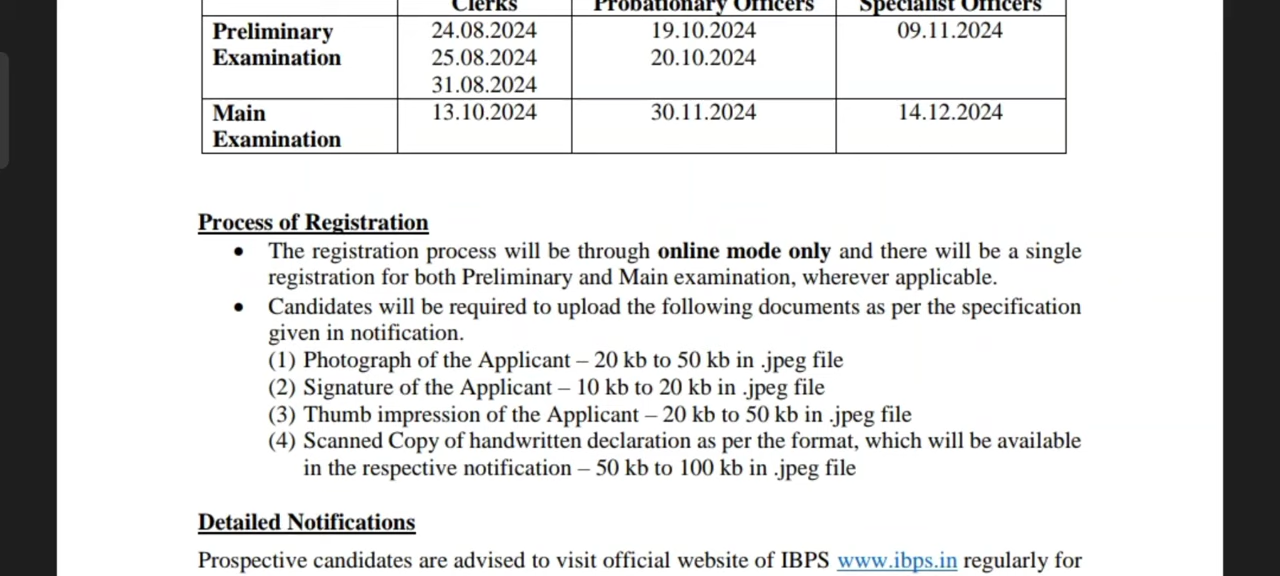 Clerks Probationary Officers Specialist Officers
Preliminary 24.08.2024 19.10.2024 09.11.2024
Examination 25.08.2024 20.10.2024
31.08.2024
Main 13.10.2024 30.11.2024 14.12.2024
Examination
Process of Registration
• The registration process will be through online mode only and there will be a single
registration for both Preliminary and Main examination, wherever applicable.
• Candidates will be required to upload the following documents as per the specification
given in notification.
(1) Photograph of the Applicant – 20 kb to 50 kb in .jpeg file
(2) Signature of the Applicant – 10 kb to 20 kb in .jpeg file
(3) Thumb impression of the Applicant – 20 kb to 50 kb in .jpeg file
(4) Scanned Copy of handwritten declaration as per the format, which will be available
in the respective notification – 50 kb to 100 kb in .jpeg file
Detailed Notifications
Prospective candidates are advised to visit official website of IBPS www.ibps.in regularly for